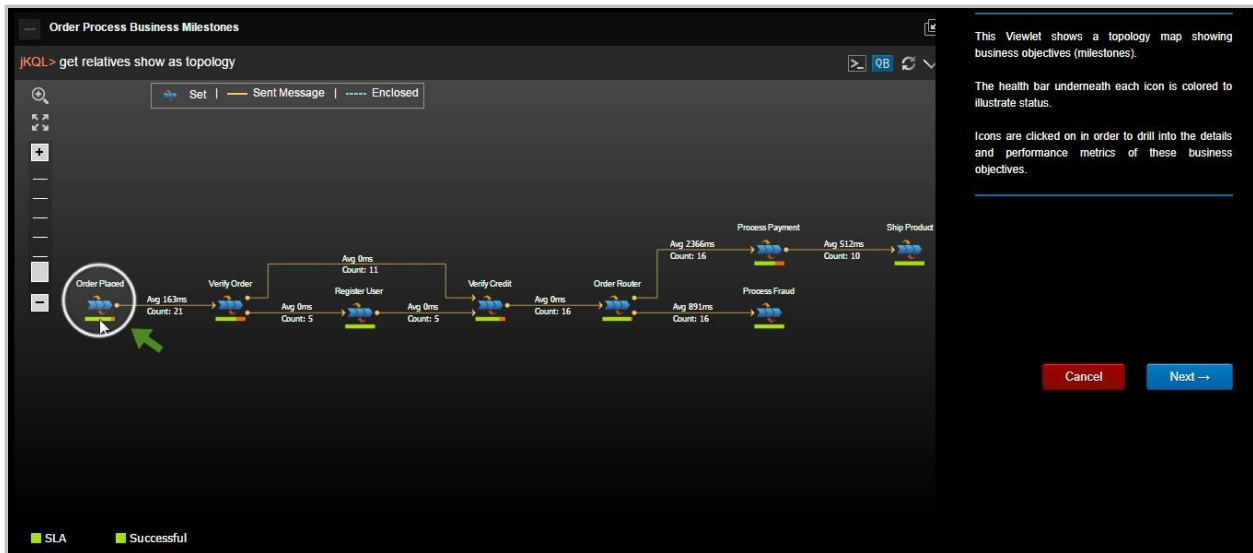 Order Process Business Milestones
jKQL> get relatives show as topology
QB
Set | Sent Message | Enclosed
Order Placed
Avg 163ms
Count: 21
Verify Order
Avg 0ms
Count: 11
Avg 0ms
Count: 5
Register User
Avg 0ms
Count: 5
Verify Credit
Avg 0ms
Count: 16
Order Router
Avg 2366ms
Count: 16
Process Payment
Avg 512ms
Count: 10
Ship Product
Avg 891ms
Count: 16
Process Fraud
SLA
Successful
This Viewlet shows a topology map showing
business objectives (milestones).
The health bar underneath each icon is colored to
illustrate status.
Icons are clicked on in order to drill into the details
and performance metrics of these business
objectives.
Cancel
Next →